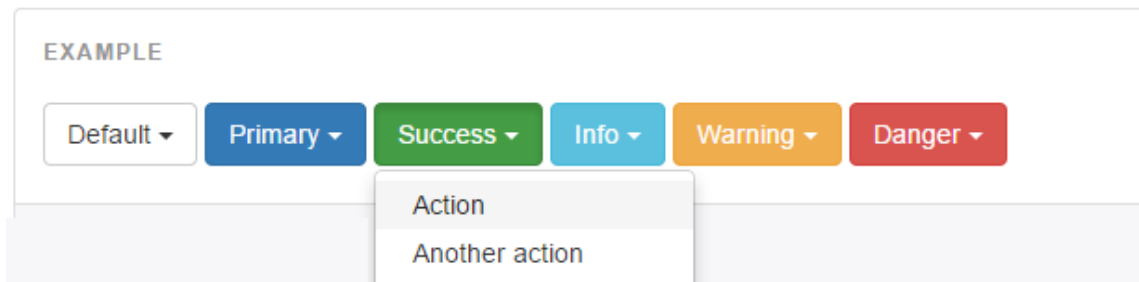 EXAMPLE
Default Primary Success Info Warning Danger
Action
Another action